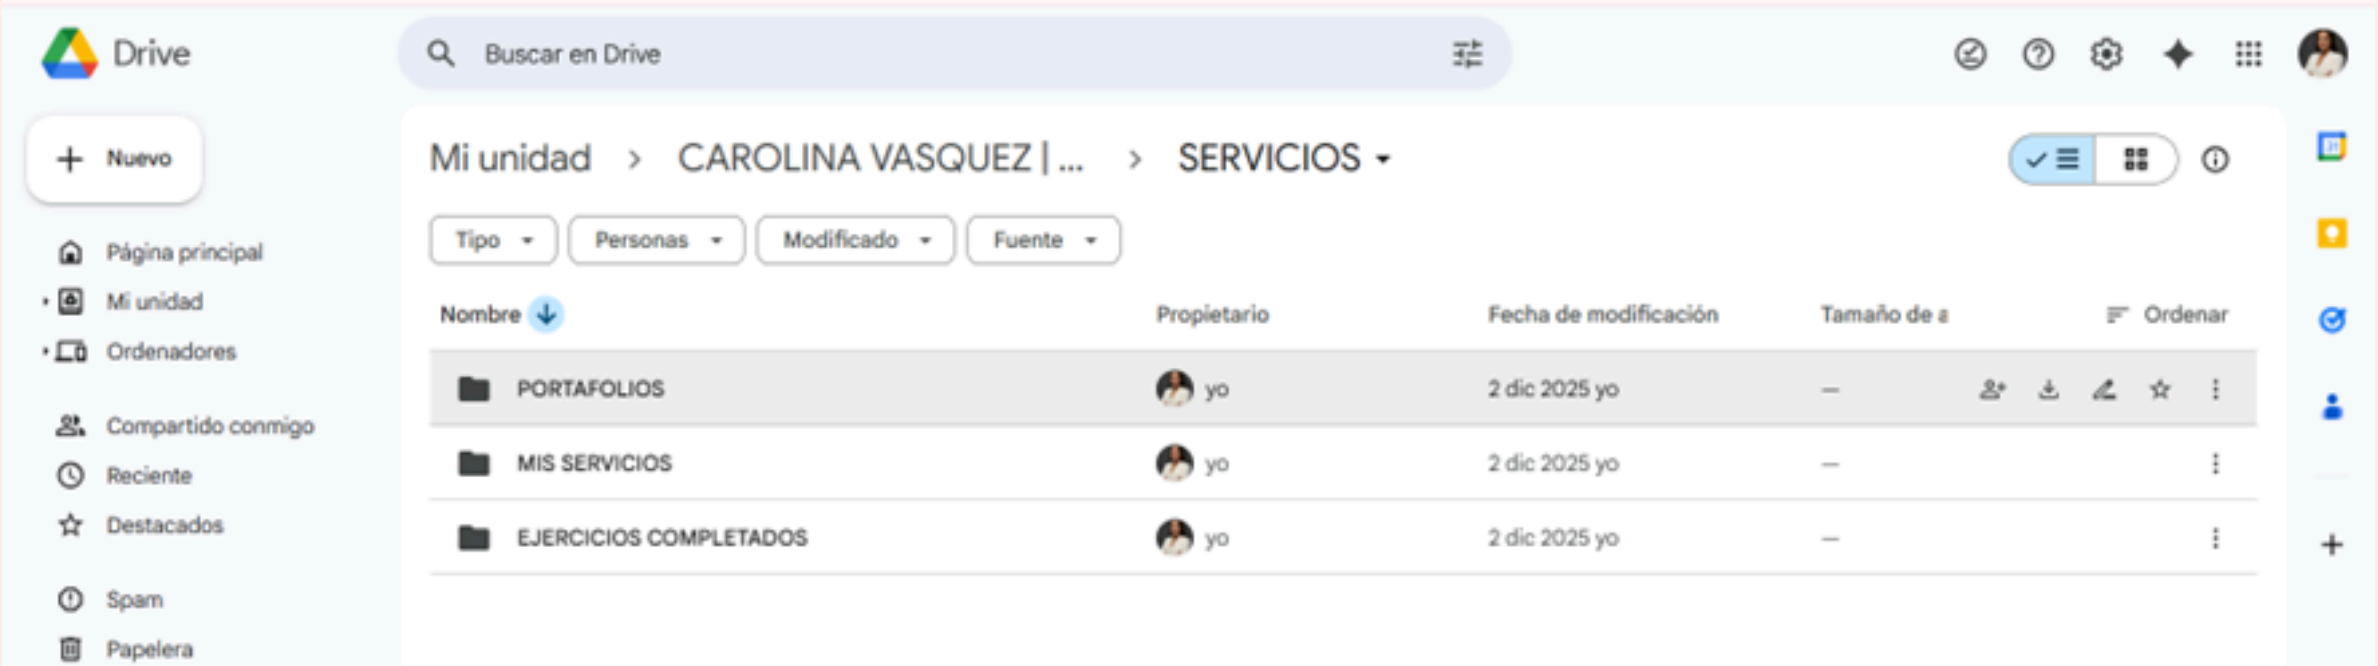 Drive
Buscar en Drive
Nuevo
Mi unidad > CAROLINA VASQUEZ | ... > SERVICIOS
Tipo Personas Modificado Fuente
Página principal
Mi unidad
Ordenadores
Compartido conmigo
Reciente
Destacados
Spam
Papelera
Nombre Propietario Fecha de modificación Tamaño de a Ordenar
PORTAFOLIOS yo 2 dic 2025 yo —
MIS SERVICIOS yo 2 dic 2025 yo —
EJERCICIOS COMPLETADOS yo 2 dic 2025 yo —
31